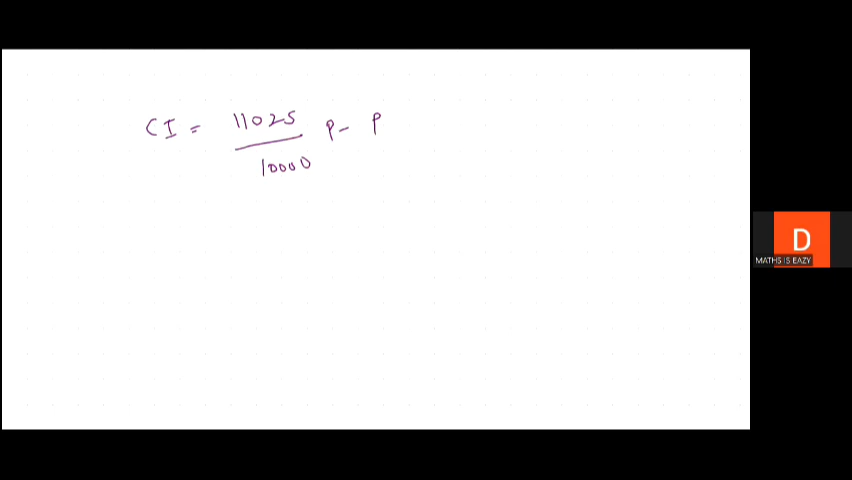 CI = 11025/10000 P - P
D
MATHS IS EAZY